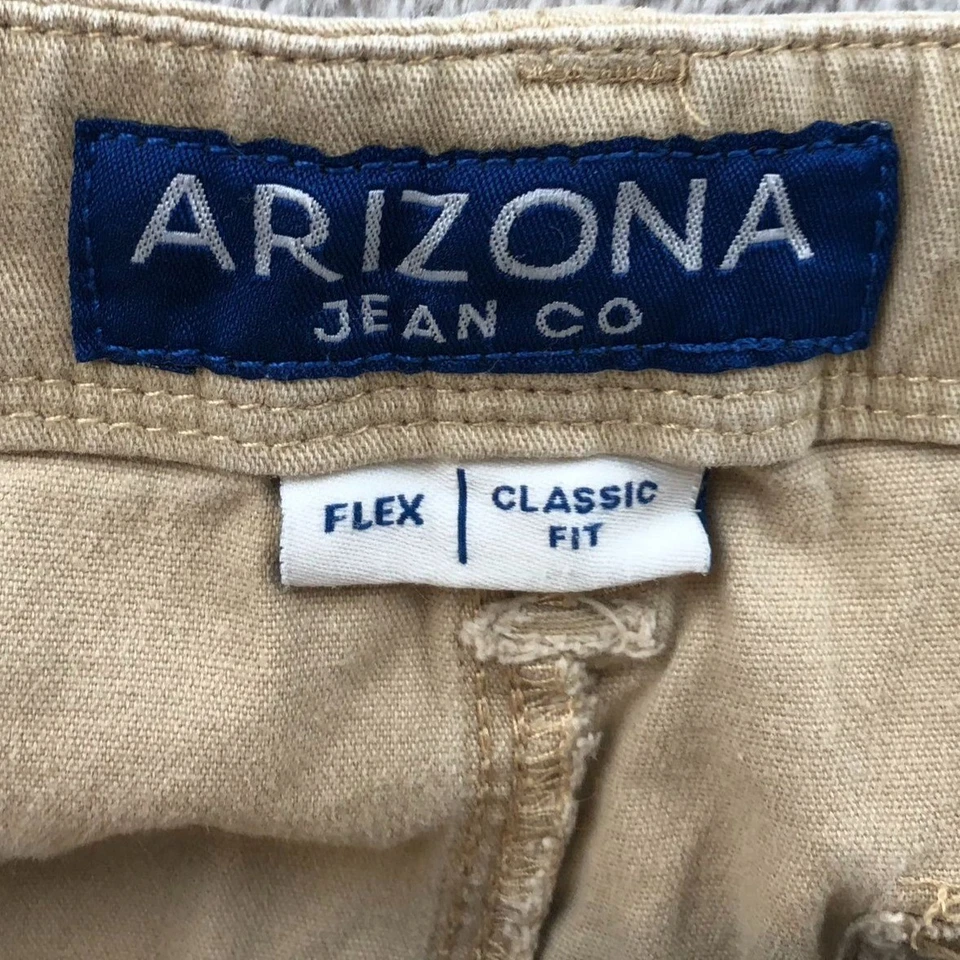 ARIZONA
JEAN CO
FLEX | CLASSIC
FIT